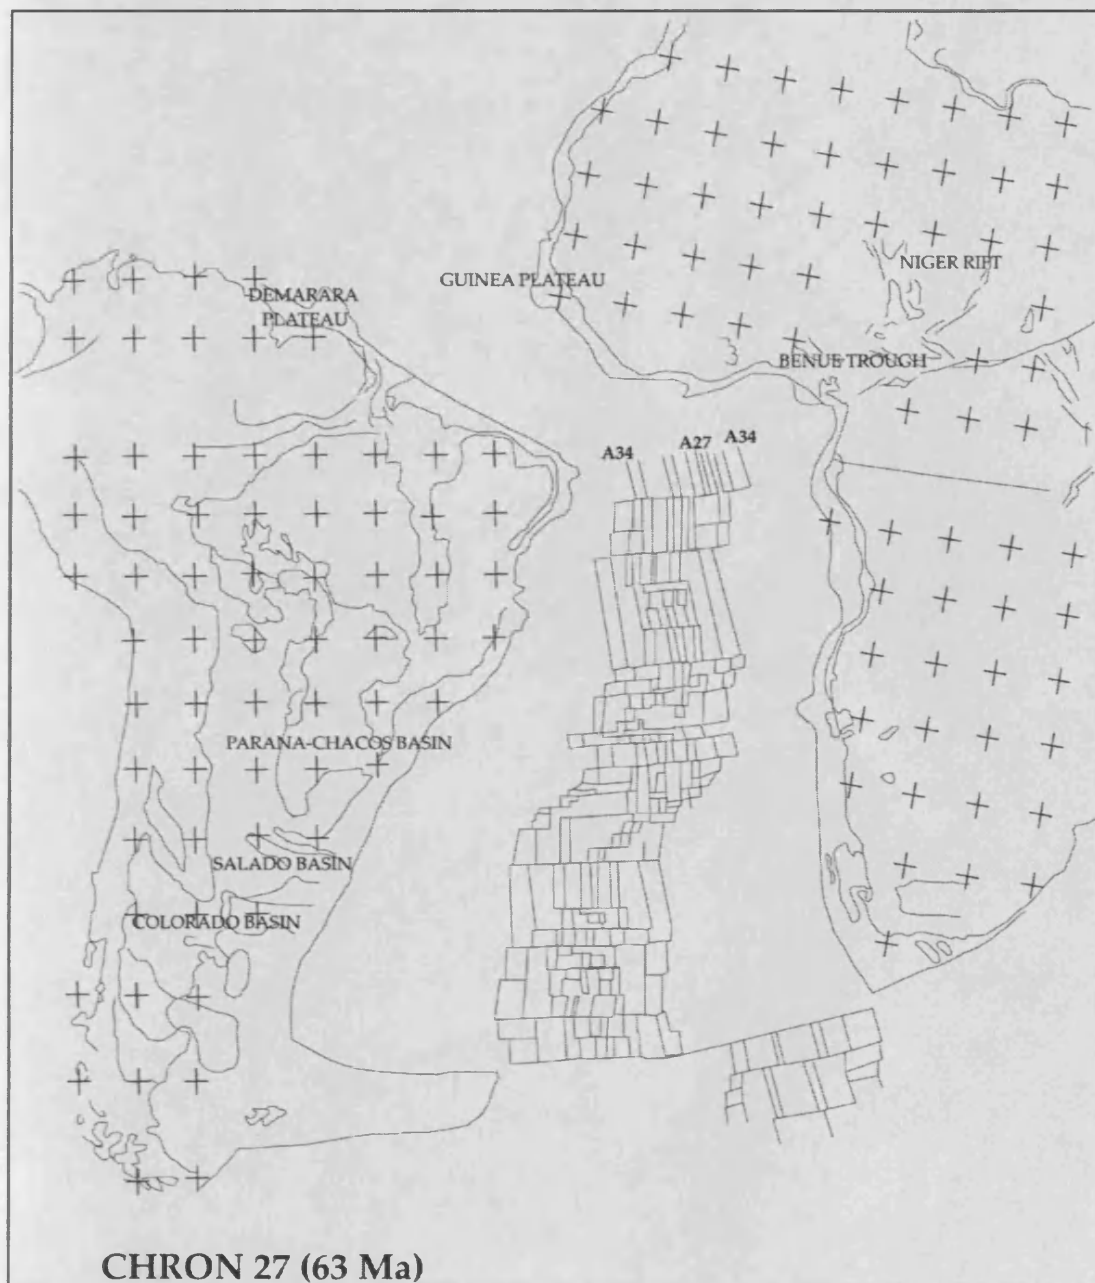 NIGER RIFT
GUINEA PLATEAU
DEMARARA
PLATEAU
BENUE TROUGH
A34
A27
A34
PARANA-CHACOS BASIN
SALADO BASIN
COLORADO BASIN
CHRON 27 (63 Ma)